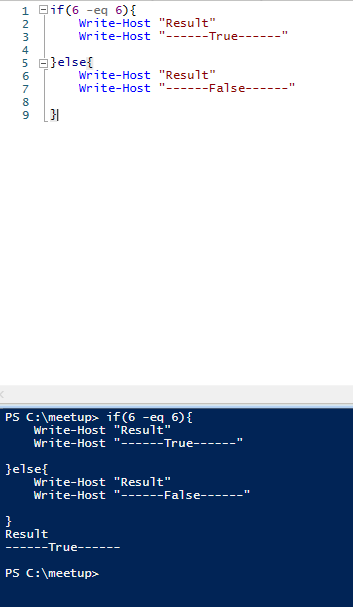 1 if(6 -eq 6){
2     Write-Host "Result"
3     Write-Host "------True------"
4
5 }else{
6     Write-Host "Result"
7     Write-Host "------False------"
8
9 }
PS C:\meetup> if(6 -eq 6){
    Write-Host "Result"
    Write-Host "------True------"

}else{
    Write-Host "Result"
    Write-Host "------False------"

}
Result
------True------

PS C:\meetup>